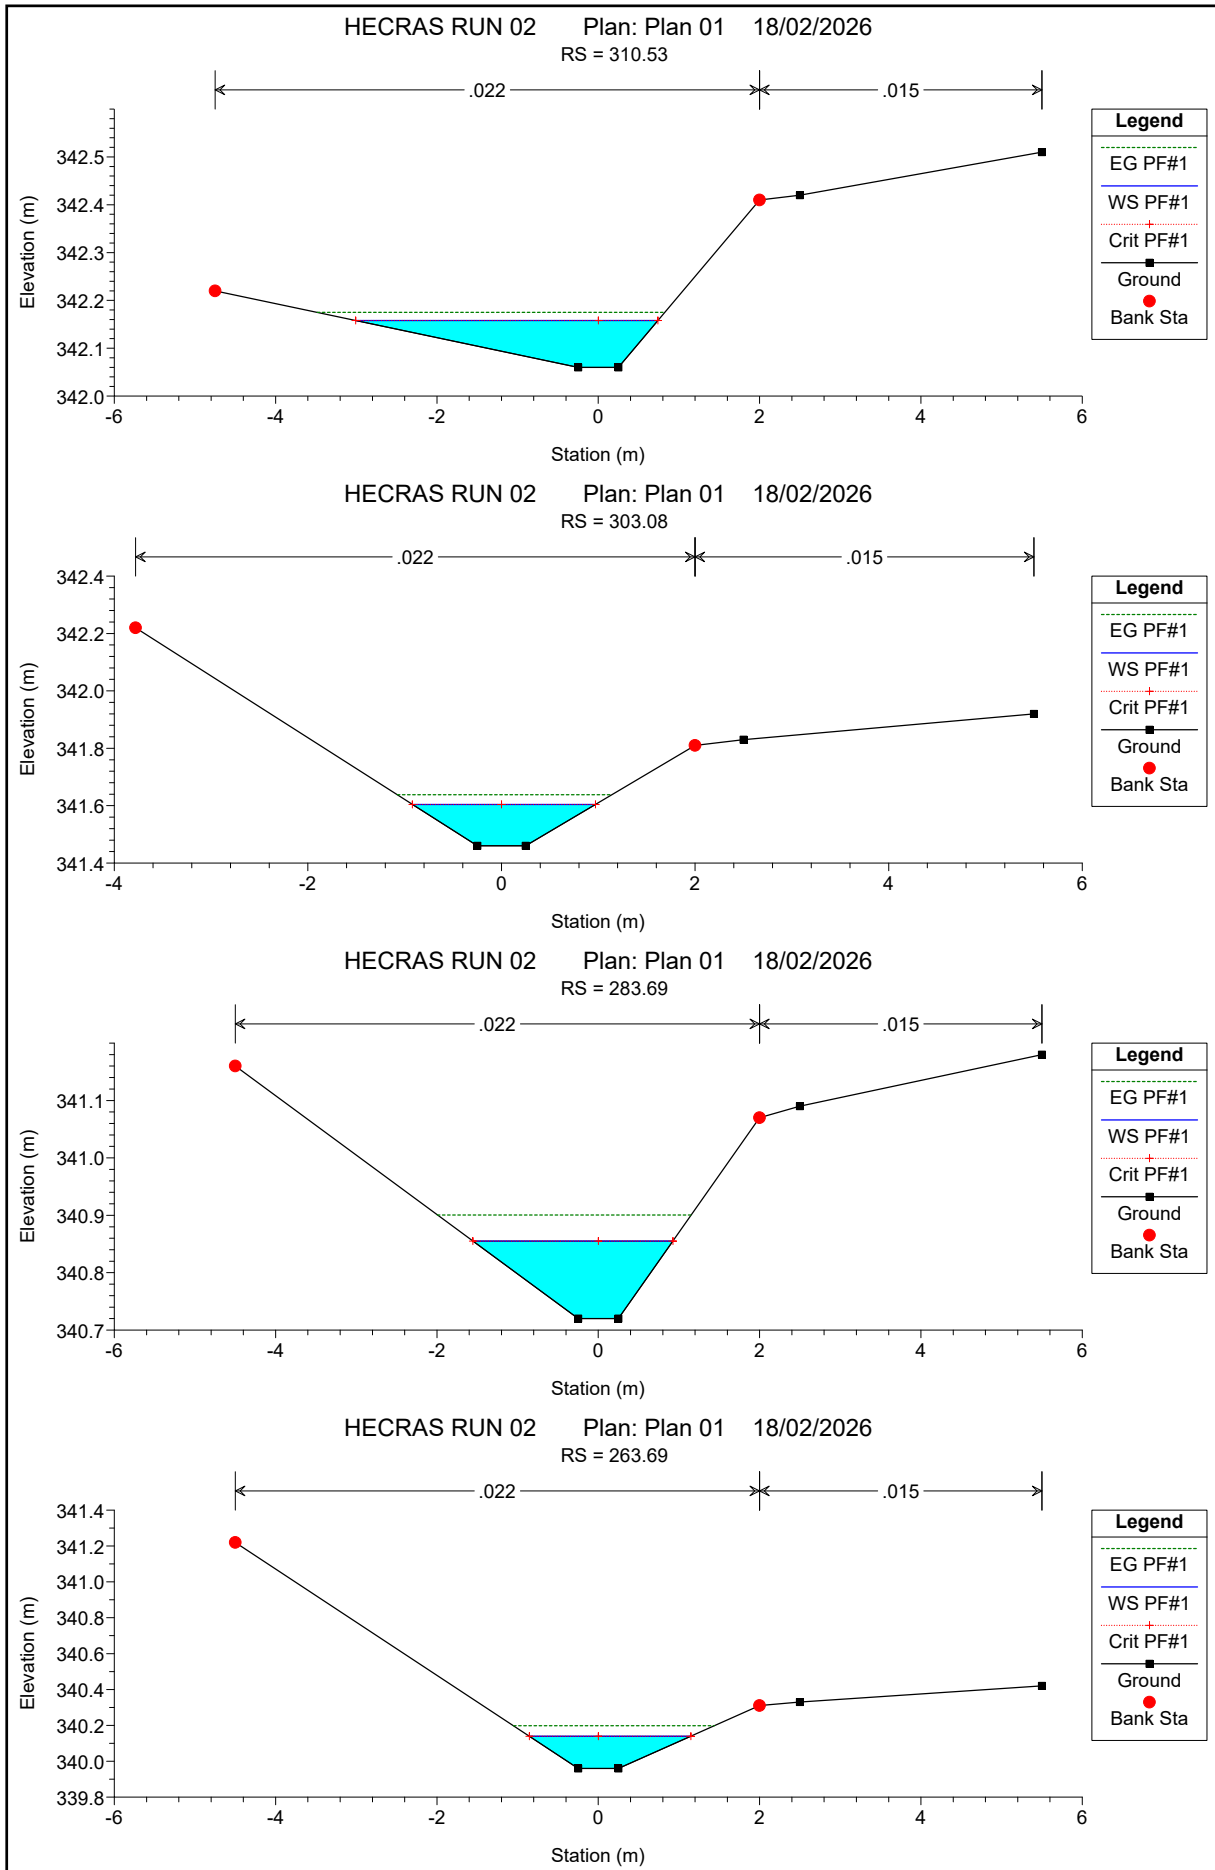 HECRAS RUN 02 Plan: Plan 01 18/02/2026
RS = 310.53
.022 .015
Legend
EG PF#1
WS PF#1
Crit PF#1
Ground
Bank Sta
342.5
342.4
342.3
342.2
342.1
342.0
Elevation (m)
-6 -4 -2 0 2 4 6
Station (m)
HECRAS RUN 02 Plan: Plan 01 18/02/2026
RS = 303.08
.022 .015
Legend
EG PF#1
WS PF#1
Crit PF#1
Ground
Bank Sta
342.4
342.2
342.0
341.8
341.6
341.4
Elevation (m)
-4 -2 0 2 4 6
Station (m)
HECRAS RUN 02 Plan: Plan 01 18/02/2026
RS = 283.69
.022 .015
Legend
EG PF#1
WS PF#1
Crit PF#1
Ground
Bank Sta
341.1
341.0
340.9
340.8
340.7
Elevation (m)
-6 -4 -2 0 2 4 6
Station (m)
HECRAS RUN 02 Plan: Plan 01 18/02/2026
RS = 263.69
.022 .015
Legend
EG PF#1
WS PF#1
Crit PF#1
Ground
Bank Sta
341.4
341.2
341.0
340.8
340.6
340.4
340.2
340.0
339.8
Elevation (m)
-6 -4 -2 0 2 4 6
Station (m)